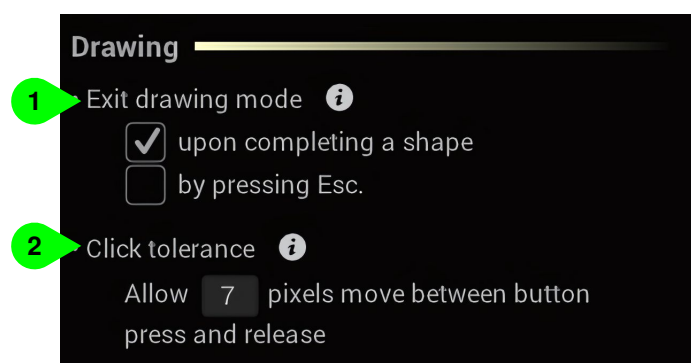 Drawing
1 Exit drawing mode i
upon completing a shape
by pressing Esc.
2 Click tolerance i
Allow 7 pixels move between button
press and release